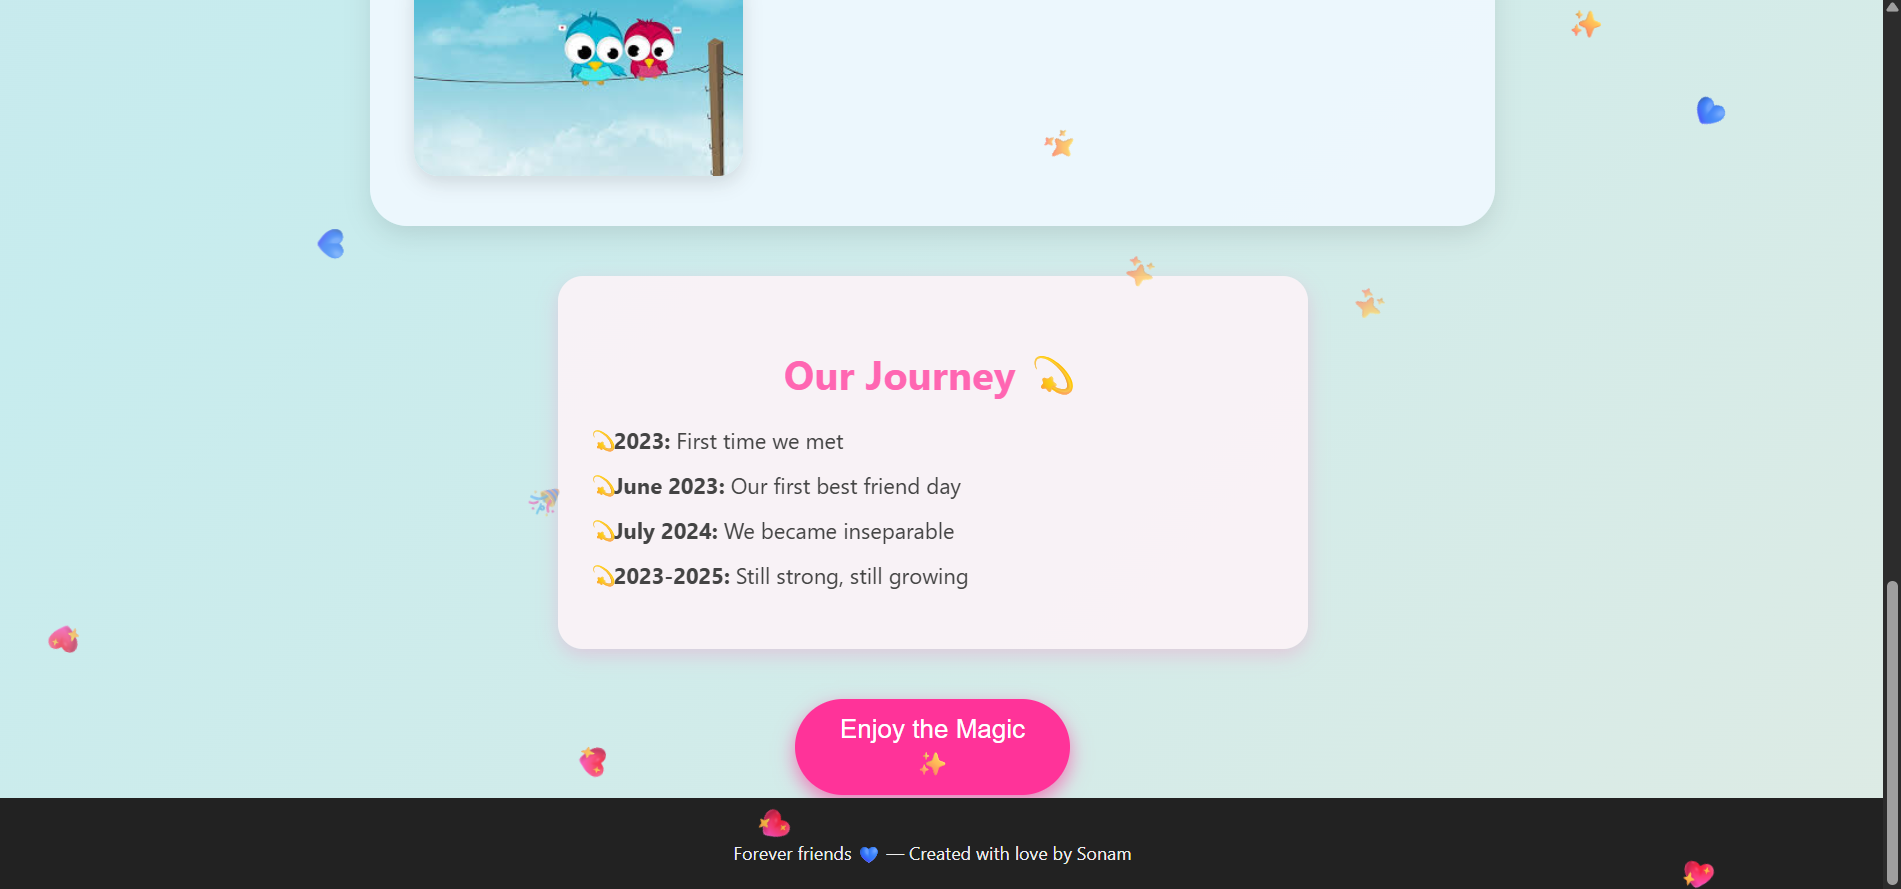 Our Journey 💫
💫2023: First time we met
💫June 2023: Our first best friend day
💫July 2024: We became inseparable
💫2023-2025: Still strong, still growing
Enjoy the Magic
✨
Forever friends 💙 — Created with love by Sonam